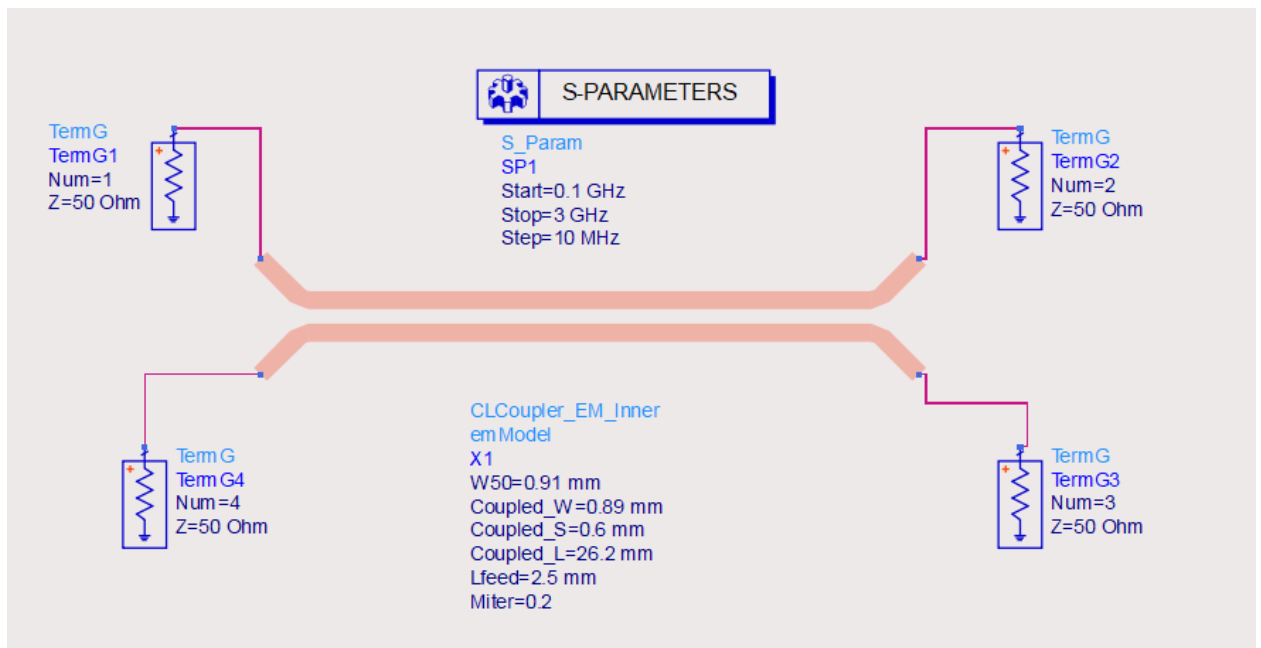 S-PARAMETERS
S_Param
SP1
Start=0.1 GHz
Stop=3 GHz
Step=10 MHz
TermG
TermG1
Num=1
Z=50 Ohm
+
TermG
TermG2
Num=2
Z=50 Ohm
+
CLCoupler_EM_Inner
emModel
X1
W50=0.91 mm
Coupled_W=0.89 mm
Coupled_S=0.6 mm
Coupled_L=26.2 mm
Lfeed=2.5 mm
Miter=0.2
TermG
TermG4
Num=4
Z=50 Ohm
+
TermG
TermG3
Num=3
Z=50 Ohm
+